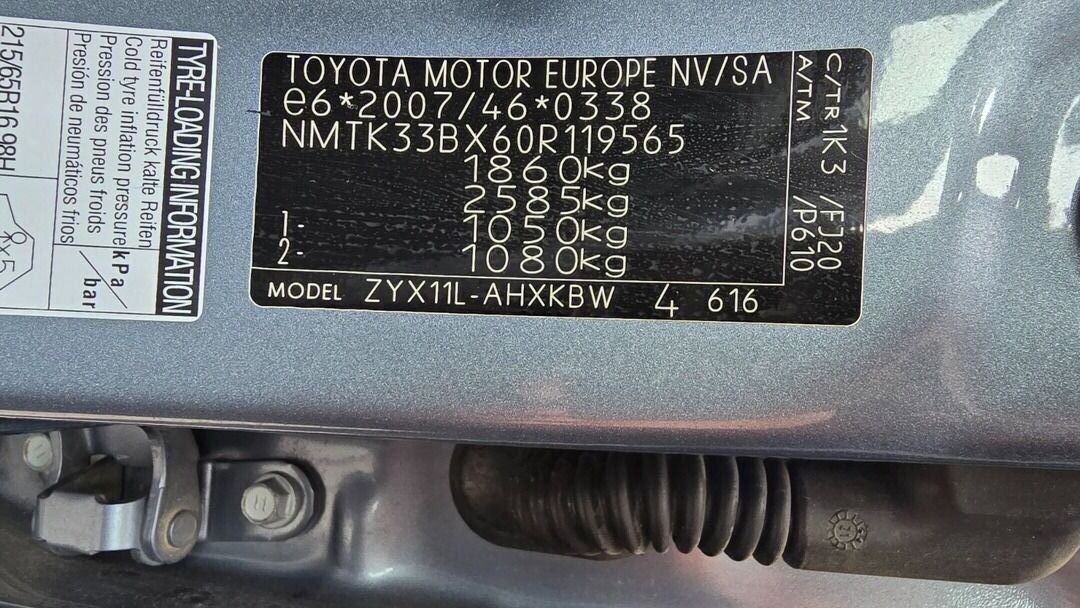 TOYOTA MOTOR EUROPE NV/SA
e6*2007/46*0338
NMTK33BX60R119565
1860kg
2585kg
1- 1050kg
2- 1080kg
MODEL ZYX11L-AHXKBW 4 616
C/TR 1K3 /FJ20
A/TM /P610
TYRE-LOADING INFORMATION
Reifenfülldruck kalte Reifen
Cold tyre inflation pressure
Pression des pneus froids
Presión de neumáticos fríos
kPa/
bar
215/65R16 98H
x5